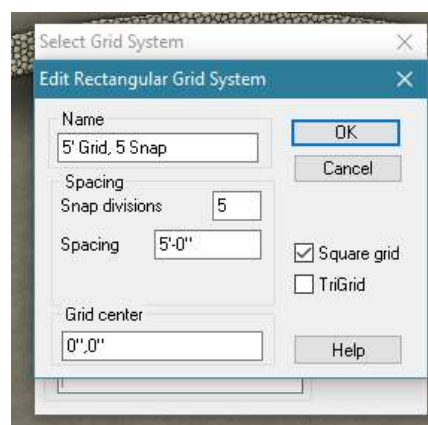 Select Grid System
Edit Rectangular Grid System
Name
5' Grid, 5 Snap
OK
Cancel
Spacing
Snap divisions 5
Spacing 5'-0''
Square grid
TriGrid
Grid center
0'',0''
Help